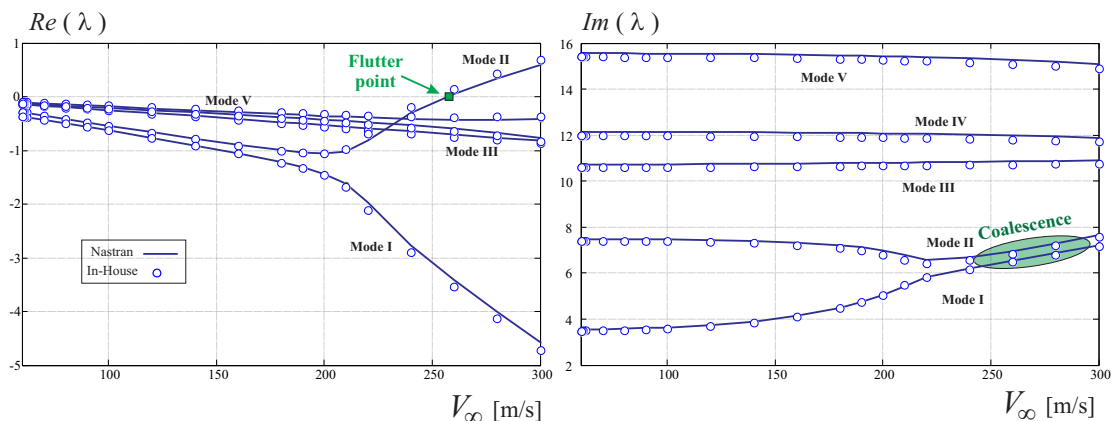 Re ( λ )
1
0
-1
-2
-3
-4
-5
100
150
200
250
300
Mode II
Flutter
point
Mode V
Mode III
Mode I
Nastran
In-House
V∞ [m/s]
Im ( λ )
16
14
12
10
8
6
4
2
100
150
200
250
300
Mode V
Mode IV
Mode III
Coalescence
Mode II
Mode I
V∞ [m/s]